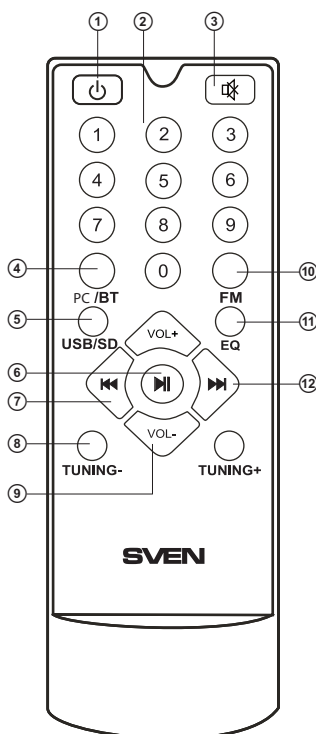 ① ② ③
1 2 3
4 5 6
7 8 9
④ 0 ⑩
PC /BT FM
⑤ ⑪
USB/SD EQ
VOL+
⑥
⑦ ⑫
VOL-
⑧
TUNING- TUNING+
⑨
SVEN